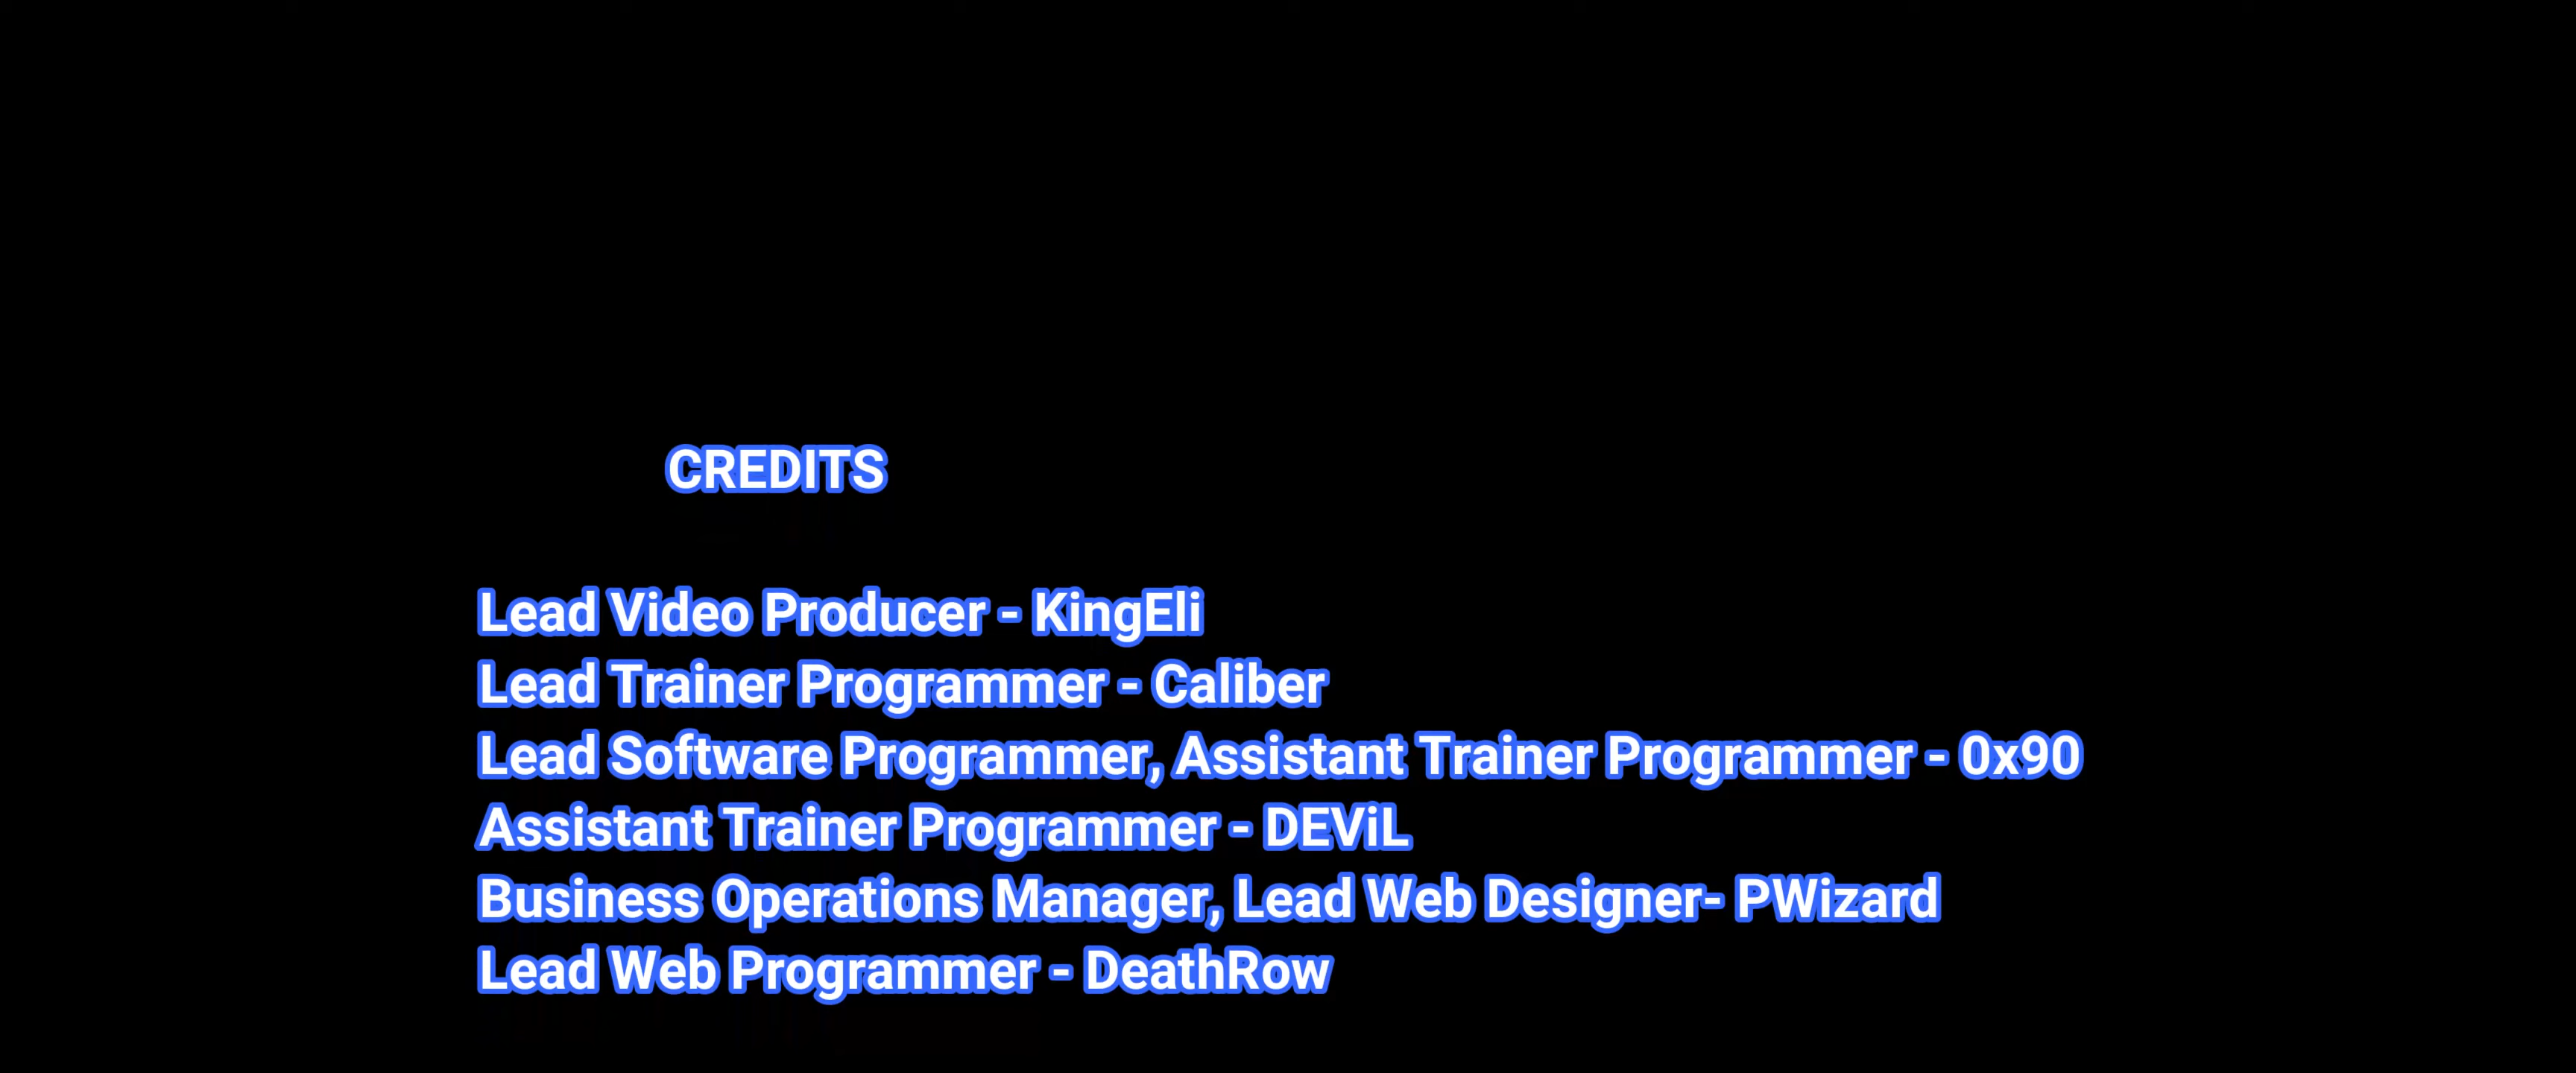 CREDITS
Lead Video Producer - KingEli
Lead Trainer Programmer - Caliber
Lead Software Programmer, Assistant Trainer Programmer - 0x90
Assistant Trainer Programmer - DEViL
Business Operations Manager, Lead Web Designer- PWizard
Lead Web Programmer - DeathRow